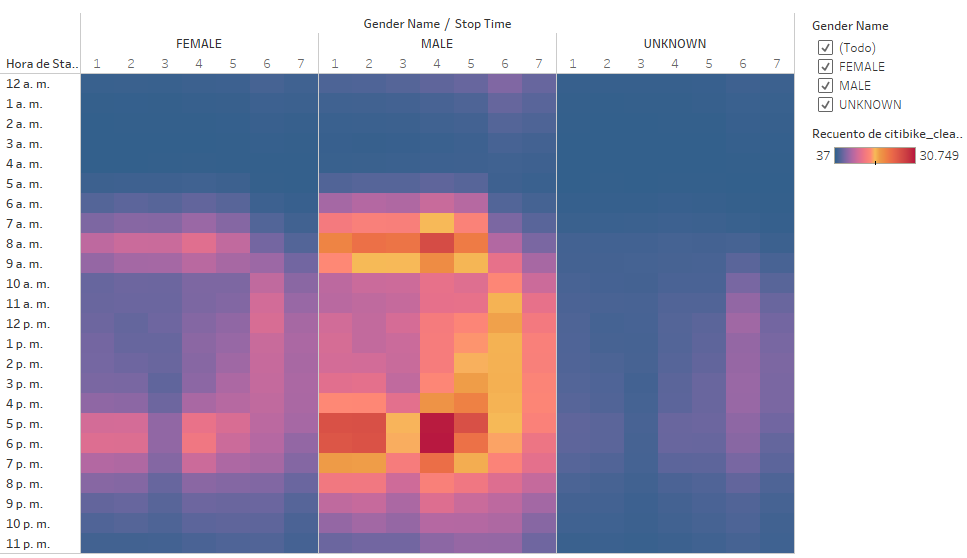 Gender Name / Stop Time
FEMALE MALE UNKNOWN
Hora de Sta.. 1 2 3 4 5 6 7 1 2 3 4 5 6 7 1 2 3 4 5 6 7
12 a. m.
1 a. m.
2 a. m.
3 a. m.
4 a. m.
5 a. m.
6 a. m.
7 a. m.
8 a. m.
9 a. m.
10 a. m.
11 a. m.
12 p. m.
1 p. m.
2 p. m.
3 p. m.
4 p. m.
5 p. m.
6 p. m.
7 p. m.
8 p. m.
9 p. m.
10 p. m.
11 p. m.
Gender Name
(Todo)
FEMALE
MALE
UNKNOWN
Recuento de citibike_clea..
37 30.749